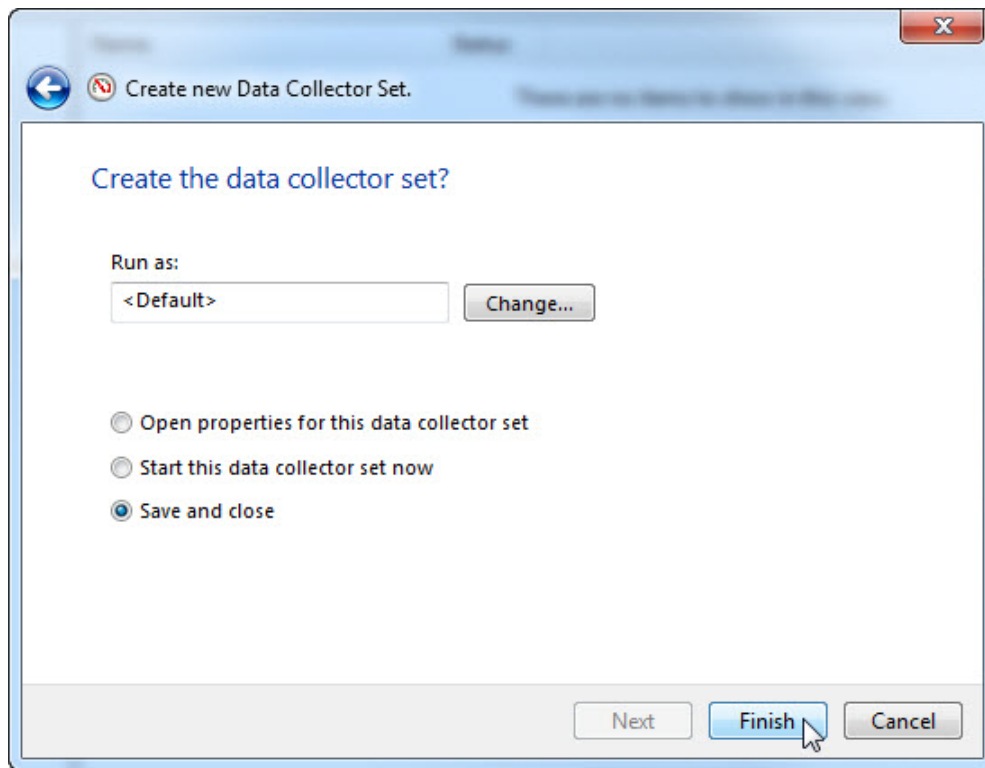 Create new Data Collector Set.
Create the data collector set?
Run as:
<Default>
Change...
Open properties for this data collector set
Start this data collector set now
Save and close
Next
Finish
Cancel